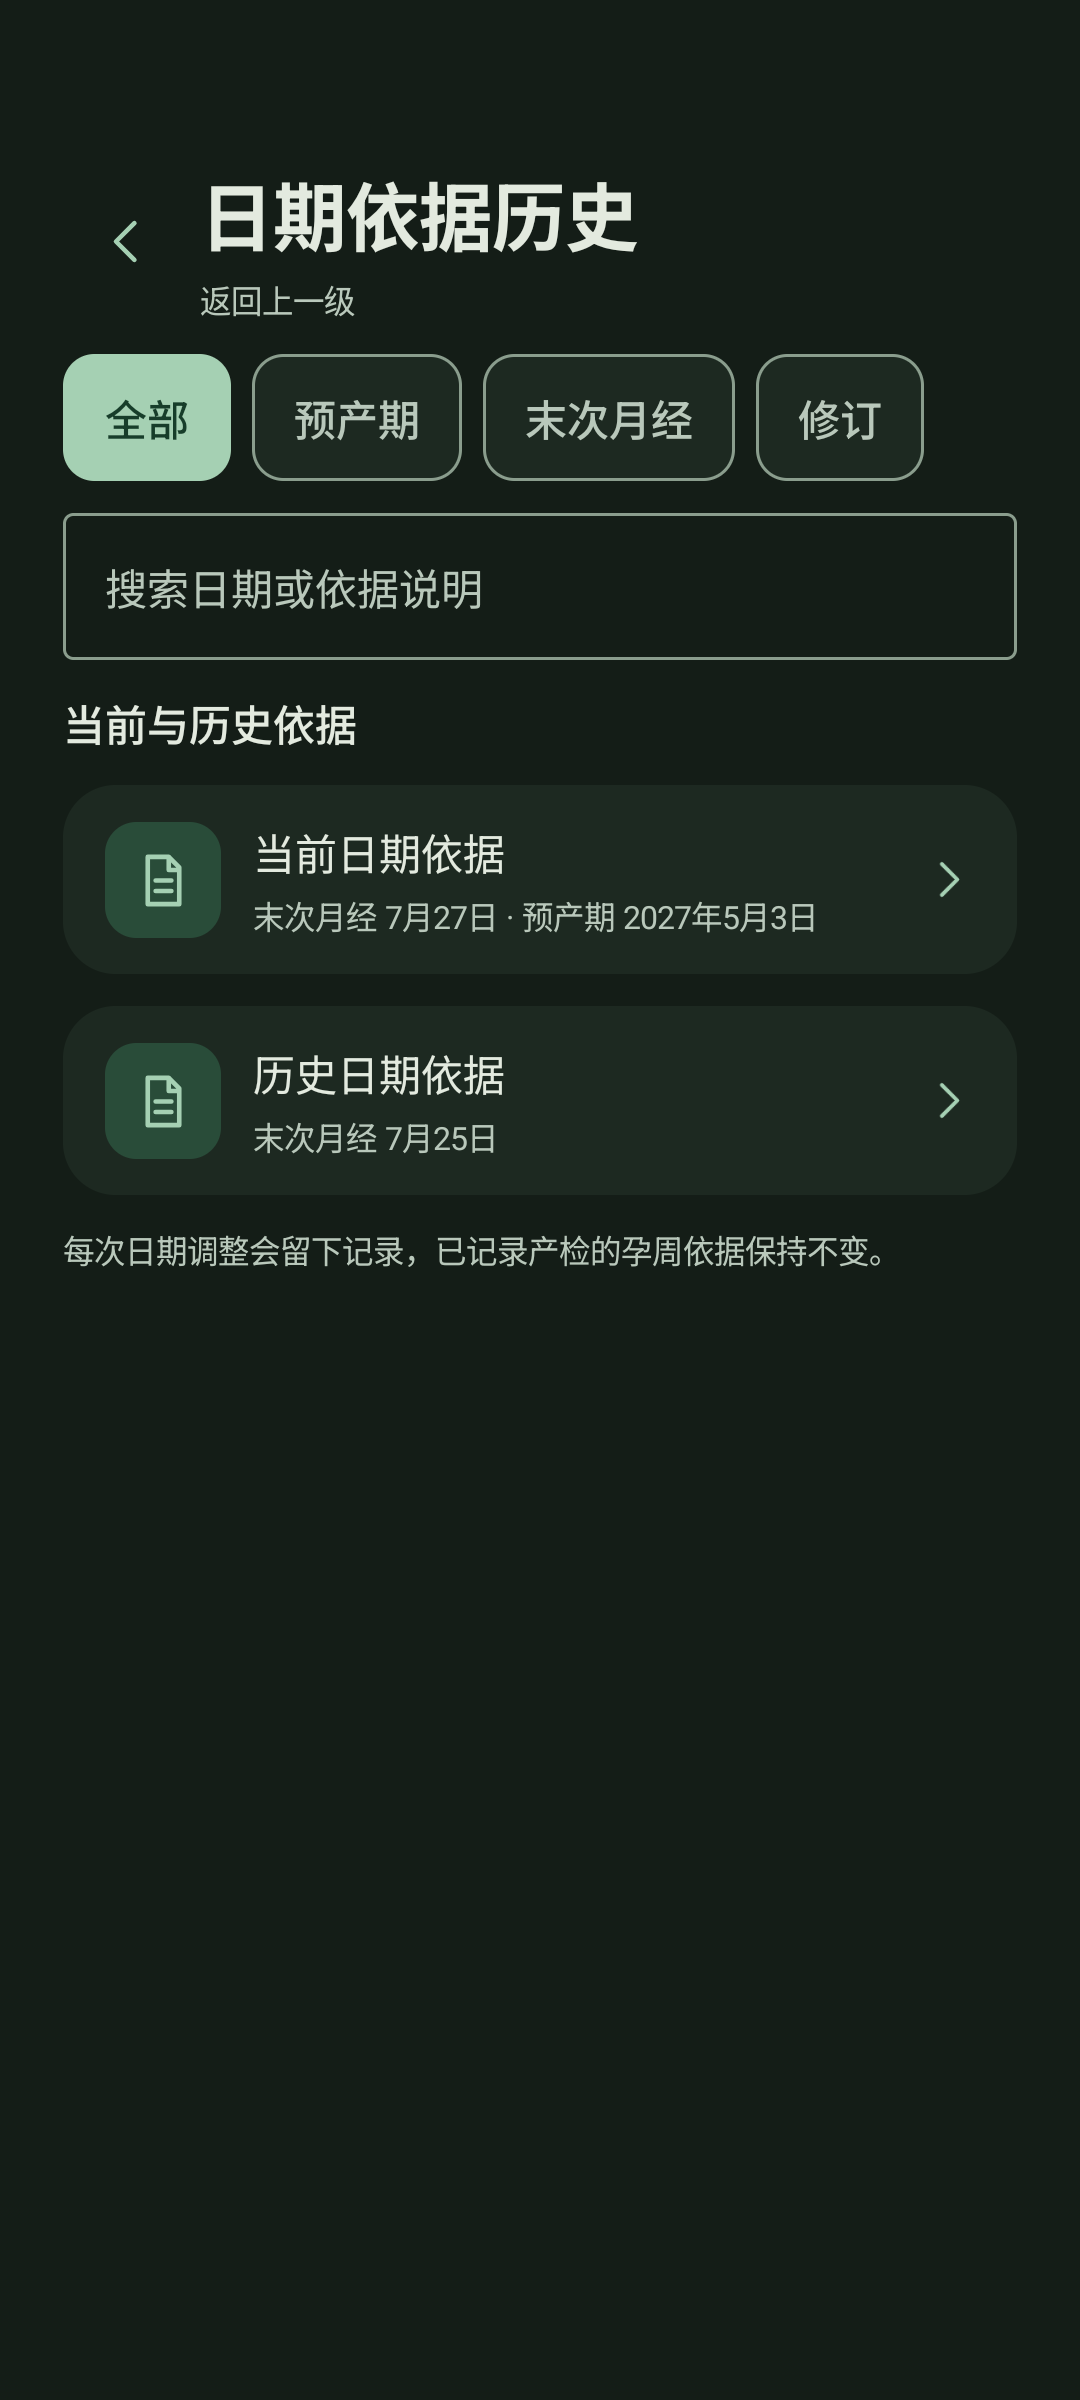 日期依据历史
返回上一级
全部 预产期 末次月经 修订
搜索日期或依据说明
当前与历史依据
当前日期依据
末次月经 7月27日 · 预产期 2027年5月3日
历史日期依据
末次月经 7月25日
每次日期调整会留下记录，已记录产检的孕周依据保持不变。